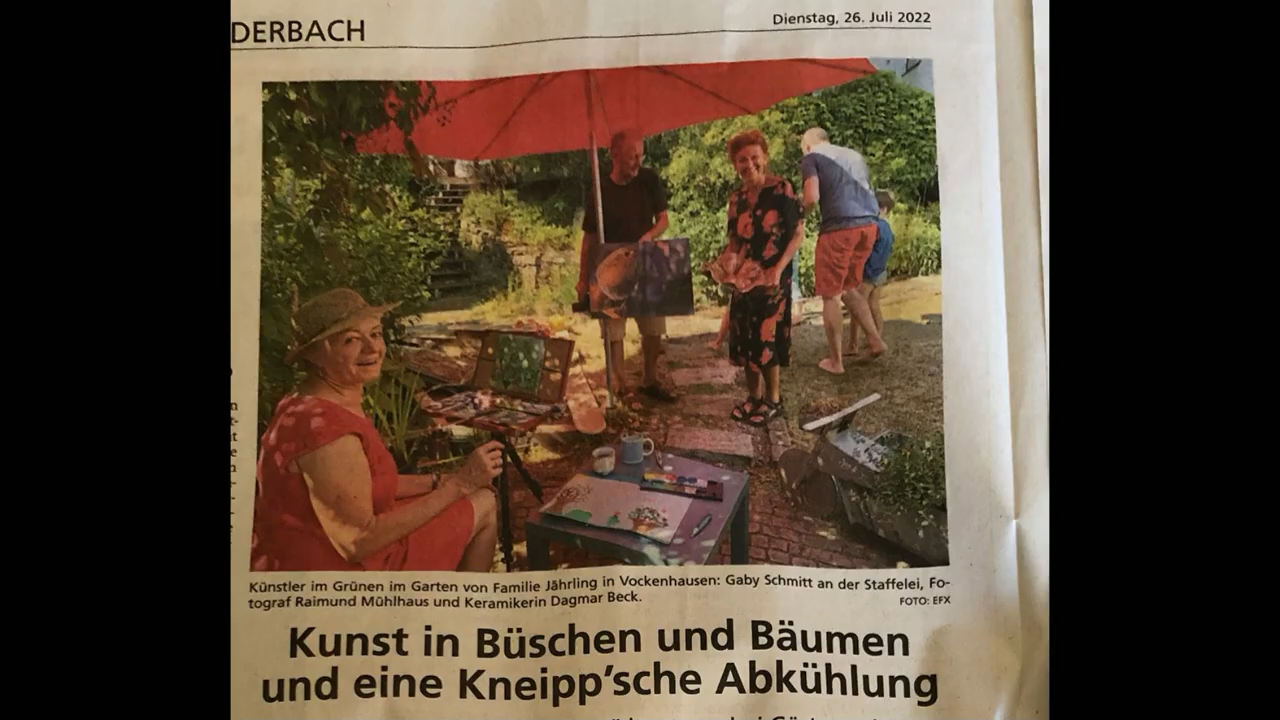 DERBACH
Dienstag, 26. Juli 2022
Künstler im Grünen im Garten von Familie Jährling in Vockenhausen: Gaby Schmitt an der Staffelei, Fo-
tograf Raimund Mühlhaus und Keramikerin Dagmar Beck.
FOTO: EFX
Kunst in Büschen und Bäumen
und eine Kneipp’sche Abkühlung